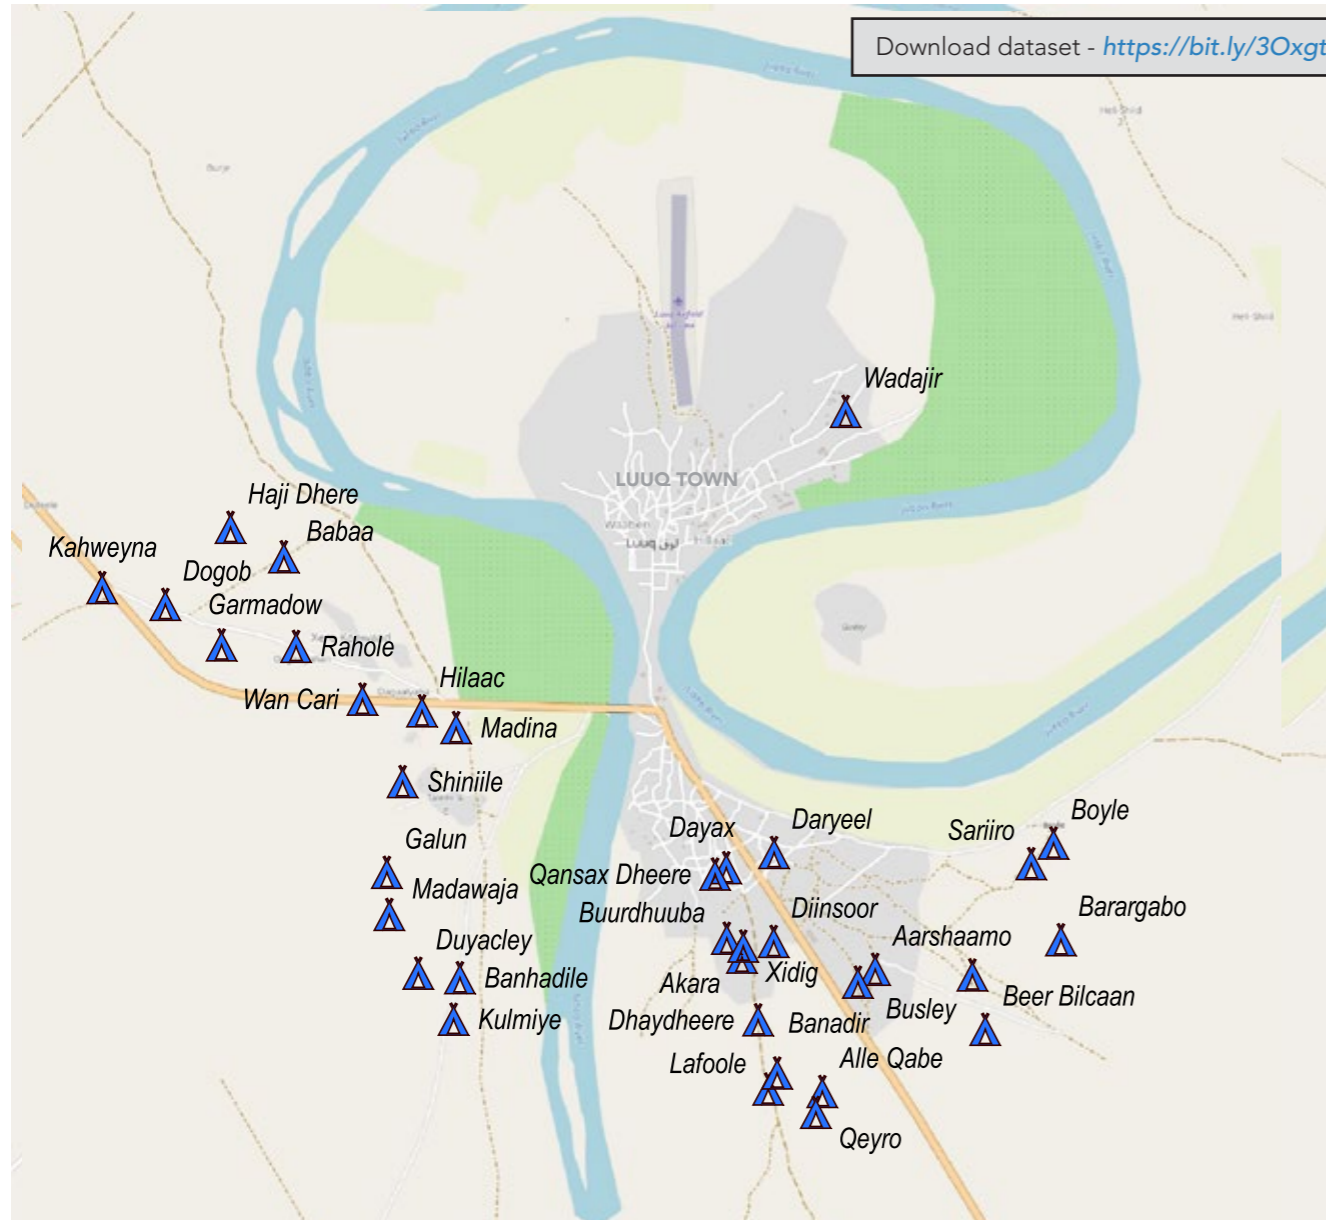 Download dataset - https://bit.ly/3Oxgt
Wadajir
LUUQ TOWN
Haji Dhere
Babaa
Kahweyna
Dogob
Garmadow
Rahole
Hilaac
Wan Cari
Madina
Shiniile
Galun
Madawaja
Duyacley
Banhadile
Kulmiye
Dayax
Daryeel
Qansax Dheere
Buurdhuuba
Diinsoor
Sariiro
Boyle
Barargabo
Aarshaamo
Akara
Xidig
Busley
Beer Bilcaan
Dhaydheere
Banadir
Lafoole
Alle Qabe
Qeyro
Luuq لوق